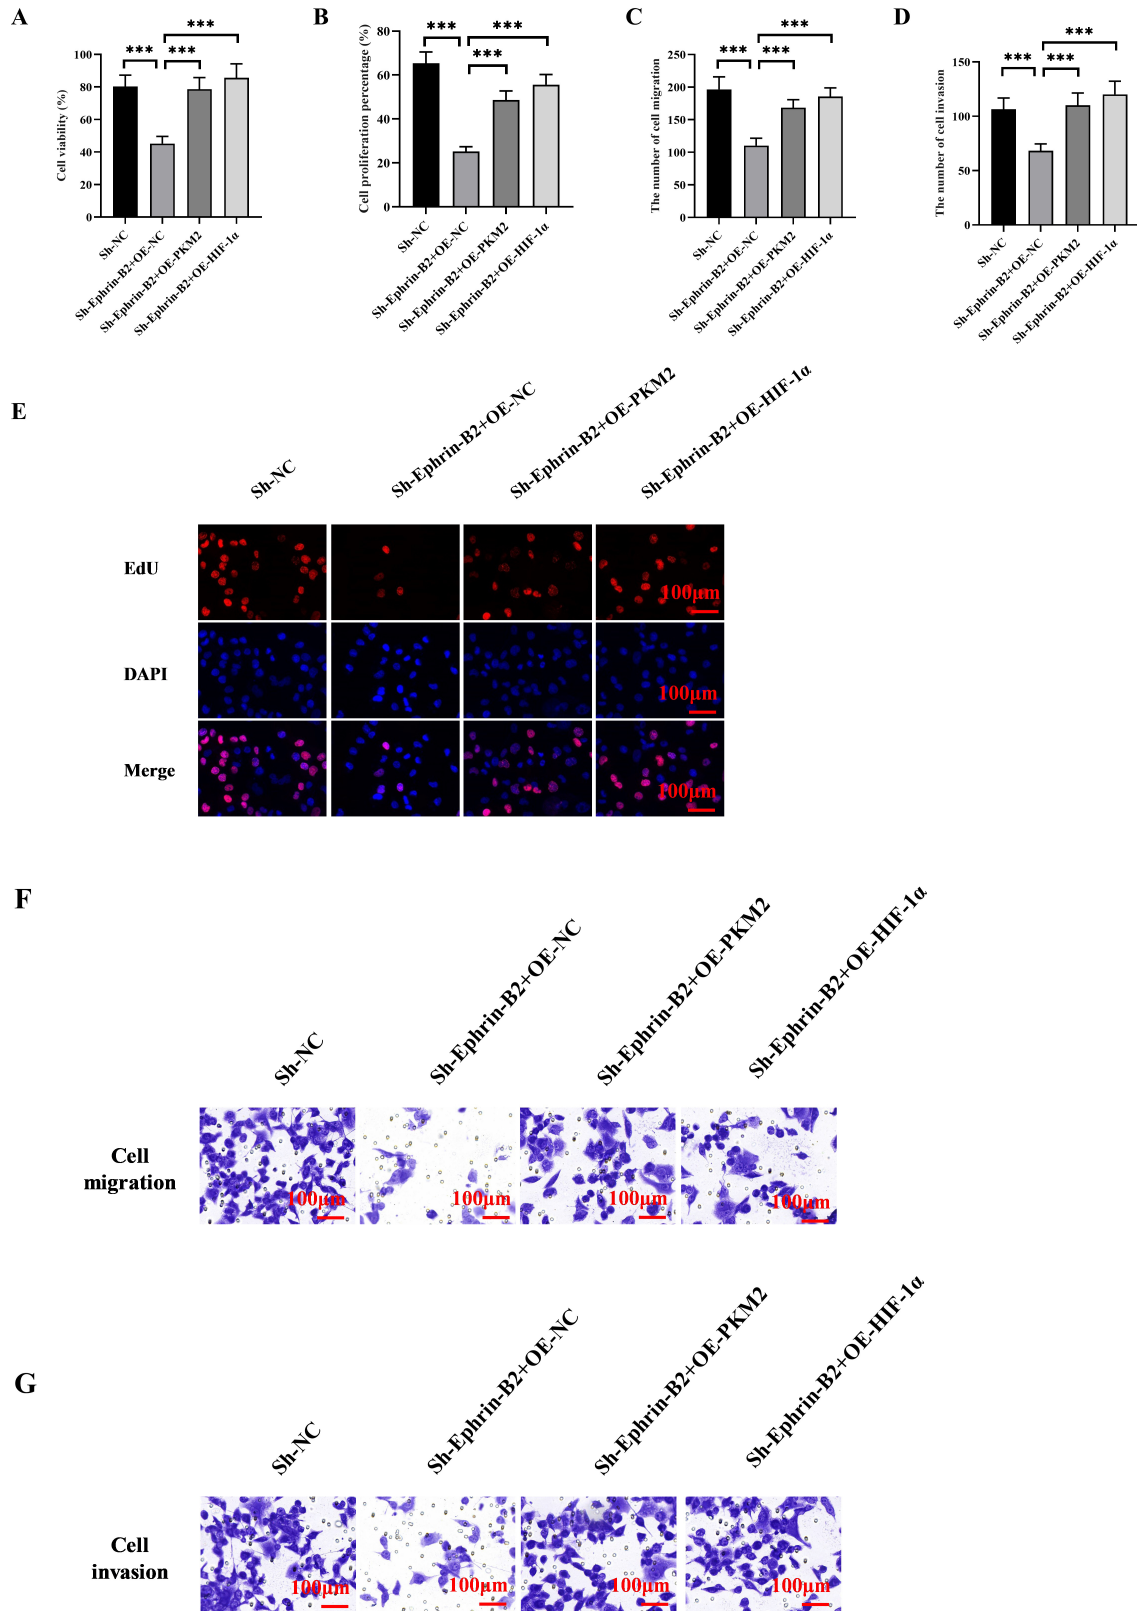 A
B
C
D
***
***
***
Cell viability (%)
100
80
60
40
20
0
Sh-NC
Sh-Ephrin-B2+OE-NC
Sh-Ephrin-B2+OE-PKM2
Sh-Ephrin-B2+OE-HIF-1α
***
***
***
Cell proliferation percentage (%)
80
60
40
20
0
Sh-NC
Sh-Ephrin-B2+OE-NC
Sh-Ephrin-B2+OE-PKM2
Sh-Ephrin-B2+OE-HIF-1α
***
***
***
The number of cell migration
250
200
150
100
50
0
Sh-NC
Sh-Ephrin-B2+OE-NC
Sh-Ephrin-B2+OE-PKM2
Sh-Ephrin-B2+OE-HIF-1α
***
***
***
The number of cell invasion
150
100
50
0
Sh-NC
Sh-Ephrin-B2+OE-NC
Sh-Ephrin-B2+OE-PKM2
Sh-Ephrin-B2+OE-HIF-1α
E
Sh-NC
Sh-Ephrin-B2+OE-NC
Sh-Ephrin-B2+OE-PKM2
Sh-Ephrin-B2+OE-HIF-1α
EdU
100μm
DAPI
100μm
Merge
100μm
F
Sh-NC
Sh-Ephrin-B2+OE-NC
Sh-Ephrin-B2+OE-PKM2
Sh-Ephrin-B2+OE-HIF-1α
Cell
migration
100μm
100μm
100μm
100μm
G
Sh-NC
Sh-Ephrin-B2+OE-NC
Sh-Ephrin-B2+OE-PKM2
Sh-Ephrin-B2+OE-HIF-1α
Cell
invasion
100μm
100μm
100μm
100μm